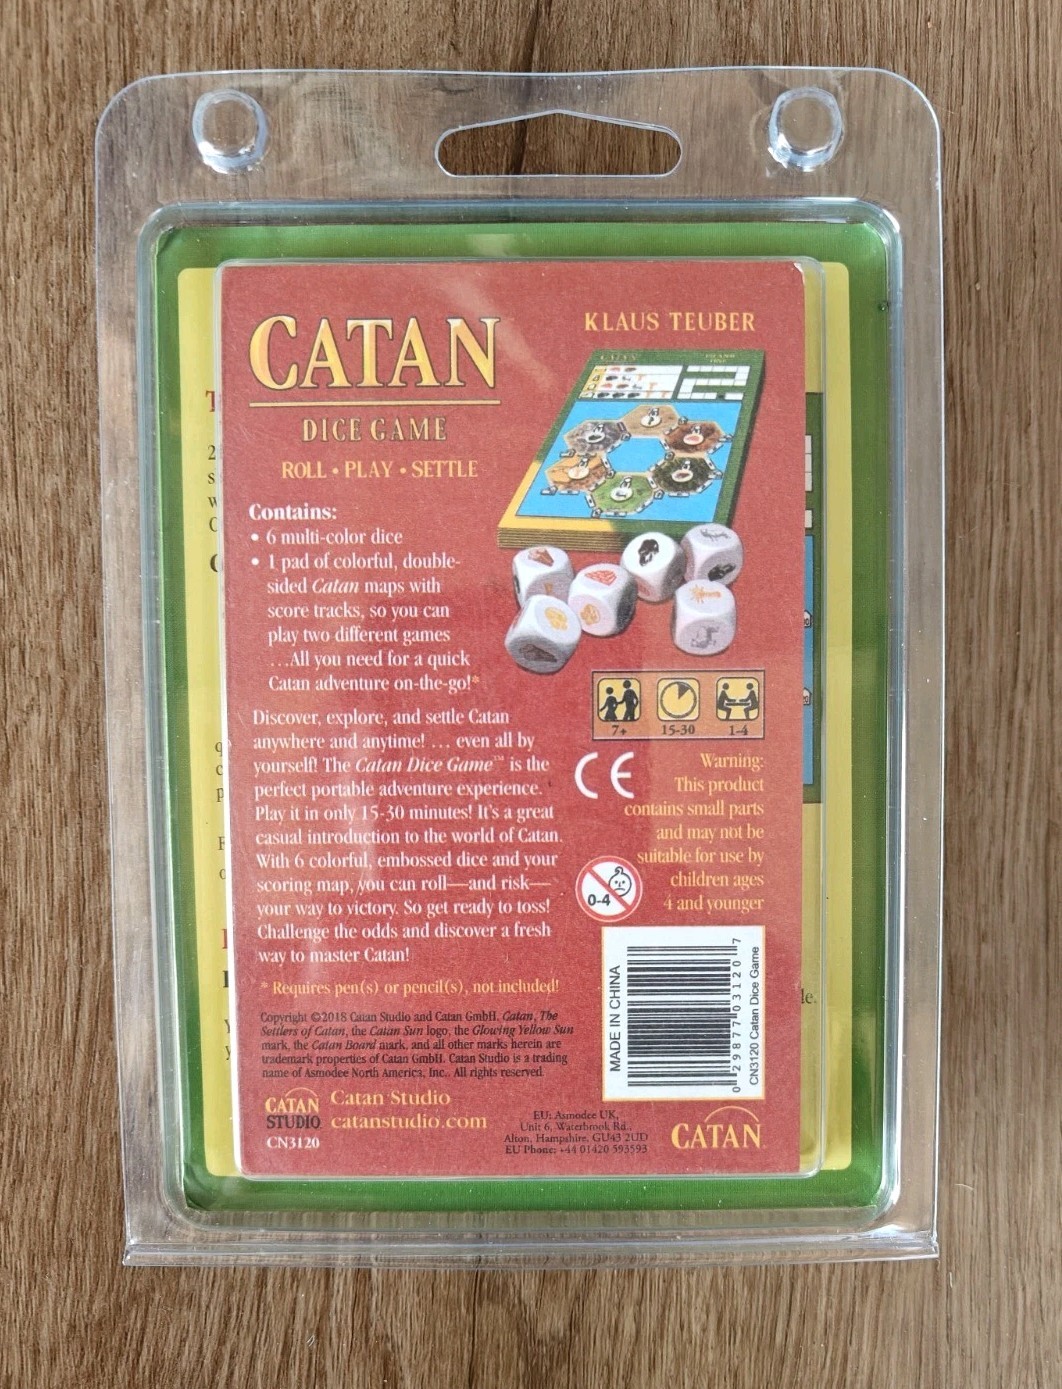 CATAN
DICE GAME
ROLL • PLAY • SETTLE
KLAUS TEUBER
CATAN
Contains:
• 6 multi-color dice
• 1 pad of colorful, double-
sided Catan maps with
score tracks, so you can
play two different games
…All you need for a quick
Catan adventure on-the-go!*
Discover, explore, and settle Catan
anywhere and anytime! … even all by
yourself! The Catan Dice Game™ is the
perfect portable adventure experience.
Play it in only 15-30 minutes! It's a great
casual introduction to the world of Catan.
With 6 colorful, embossed dice and your
scoring map, you can roll—and risk—
your way to victory. So get ready to toss!
Challenge the odds and discover a fresh
way to master Catan!
* Requires pen(s) or pencil(s), not included!
Copyright ©2018 Catan Studio and Catan GmbH. Catan, The
Settlers of Catan, the Catan Sun logo, the Glowing Yellow Sun
mark, the Catan Board mark, and all other marks herein are
trademark properties of Catan GmbH. Catan Studio is a trading
name of Asmodee North America, Inc.. All rights reserved.
CATAN
STUDIO
CN3120
Catan Studio
catanstudio.com
7+ 15-30 1-4
CE
Warning:
This product
contains small parts
and may not be
suitable for use by
children ages
4 and younger
0-4
MADE IN CHINA
0 29877 03120 7
CN3120 Catan Dice Game
EU: Asmodee UK,
Unit 6, Waterbrook Rd.,
Alton, Hampshire, GU43 2UD
EU Phone: +44 01420 593593
CATAN